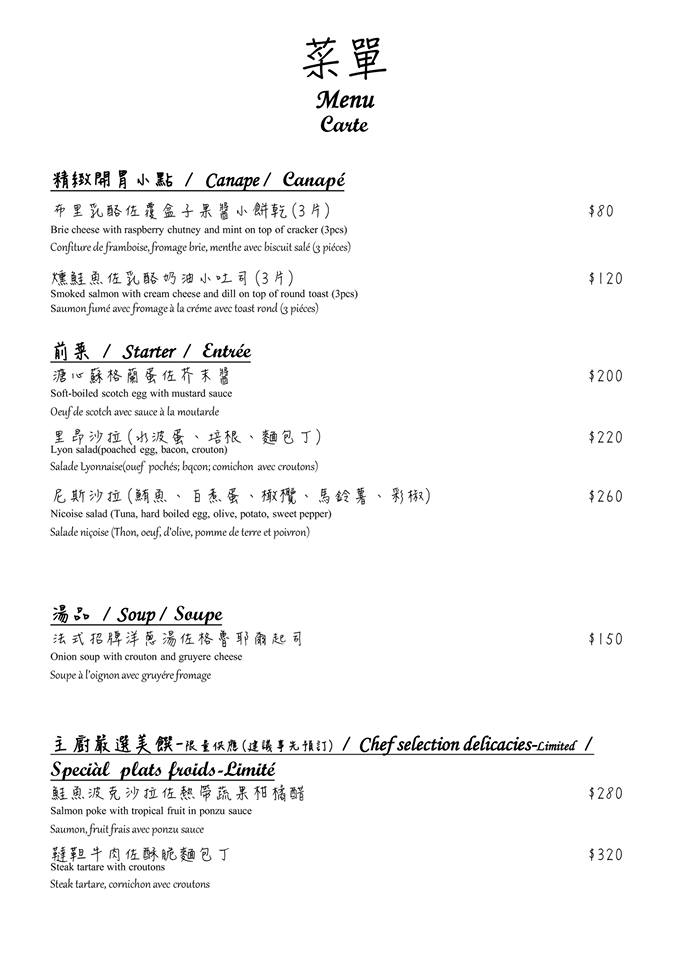 菜單
Menu
Carte
精緻開胃小點 / Canape / Canapé
布里乳酪佐覆盆子果醬小餅乾(3片) $80
Brie cheese with raspberry chutney and mint on top of cracker (3pcs)
Confiture de framboise, fromage brie, menthe avec biscuit salé (3 piéces)
燻鮭魚佐乳酪奶油小吐司(3片) $120
Smoked salmon with cream cheese and dill on top of round toast (3pcs)
Saumon fumé avec fromage à la créme avec toast rond (3 piéces)
前菜 / Starter / Entrée
溏心蘇格蘭蛋佐芥末醬 $200
Soft-boiled scotch egg with mustard sauce
Oeuf de scotch avec sauce à la moutarde
里昂沙拉(水波蛋、培根、麵包丁) $220
Lyon salad(poached egg, bacon, crouton)
Salade Lyonnaise(ouef pochés; bqcon; comichon avec croutons)
尼斯沙拉(鮪魚、白煮蛋、橄欖、馬鈴薯、彩椒) $260
Nicoise salad (Tuna, hard boiled egg, olive, potato, sweet pepper)
Salade niçoise (Thon, oeuf, d'olive, pomme de terre et poivron)
湯品 / Soup / Soupe
法式招牌洋蔥湯佐格魯耶爾起司 $150
Onion soup with crouton and gruyere cheese
Soupe à l'oignon avec gruyére fromage
主廚嚴選美饌-限量供應(建議事先預訂) / Chef selection delicacies-Limited /
Speciàl plats froids-Limité
鮭魚波克沙拉佐熱帶蔬果柑橘醋 $280
Salmon poke with tropical fruit in ponzu sauce
Saumon, fruit frais avec ponzu sauce
韃靼牛肉佐酥脆麵包丁 $320
Steak tartare with croutons
Steak tartare, cornichon avec croutons